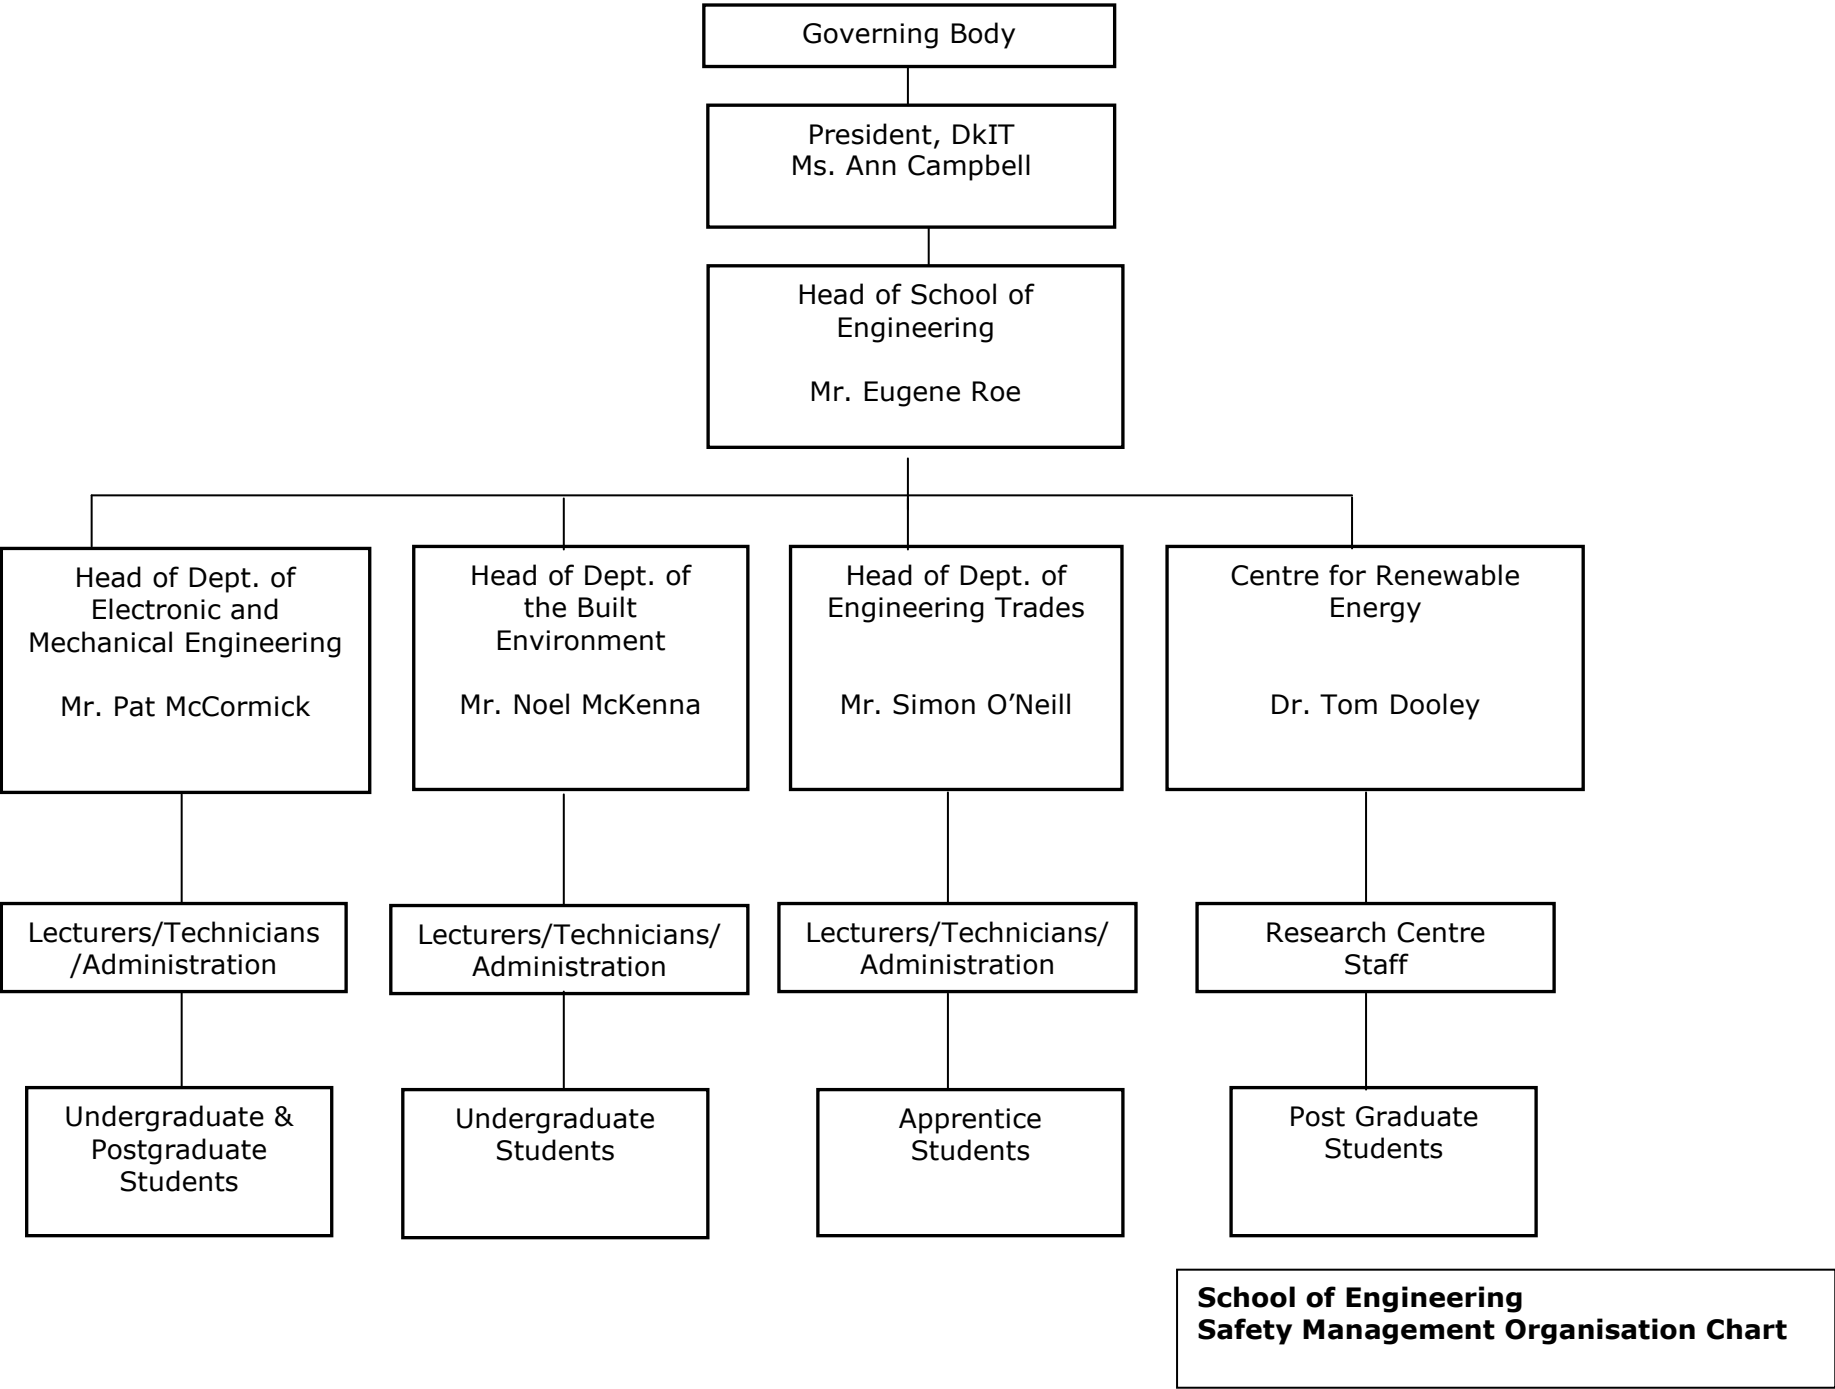 Governing Body
President, DkIT
Ms. Ann Campbell
Head of School of
Engineering
Mr. Eugene Roe
Head of Dept. of
Electronic and
Mechanical Engineering
Mr. Pat McCormick
Head of Dept. of
the Built
Environment
Mr. Noel McKenna
Head of Dept. of
Engineering Trades
Mr. Simon O’Neill
Centre for Renewable
Energy
Dr. Tom Dooley
Lecturers/Technicians
/Administration
Lecturers/Technicians/
Administration
Lecturers/Technicians/
Administration
Research Centre
Staff
Undergraduate &
Postgraduate
Students
Undergraduate
Students
Apprentice
Students
Post Graduate
Students
School of Engineering
Safety Management Organisation Chart